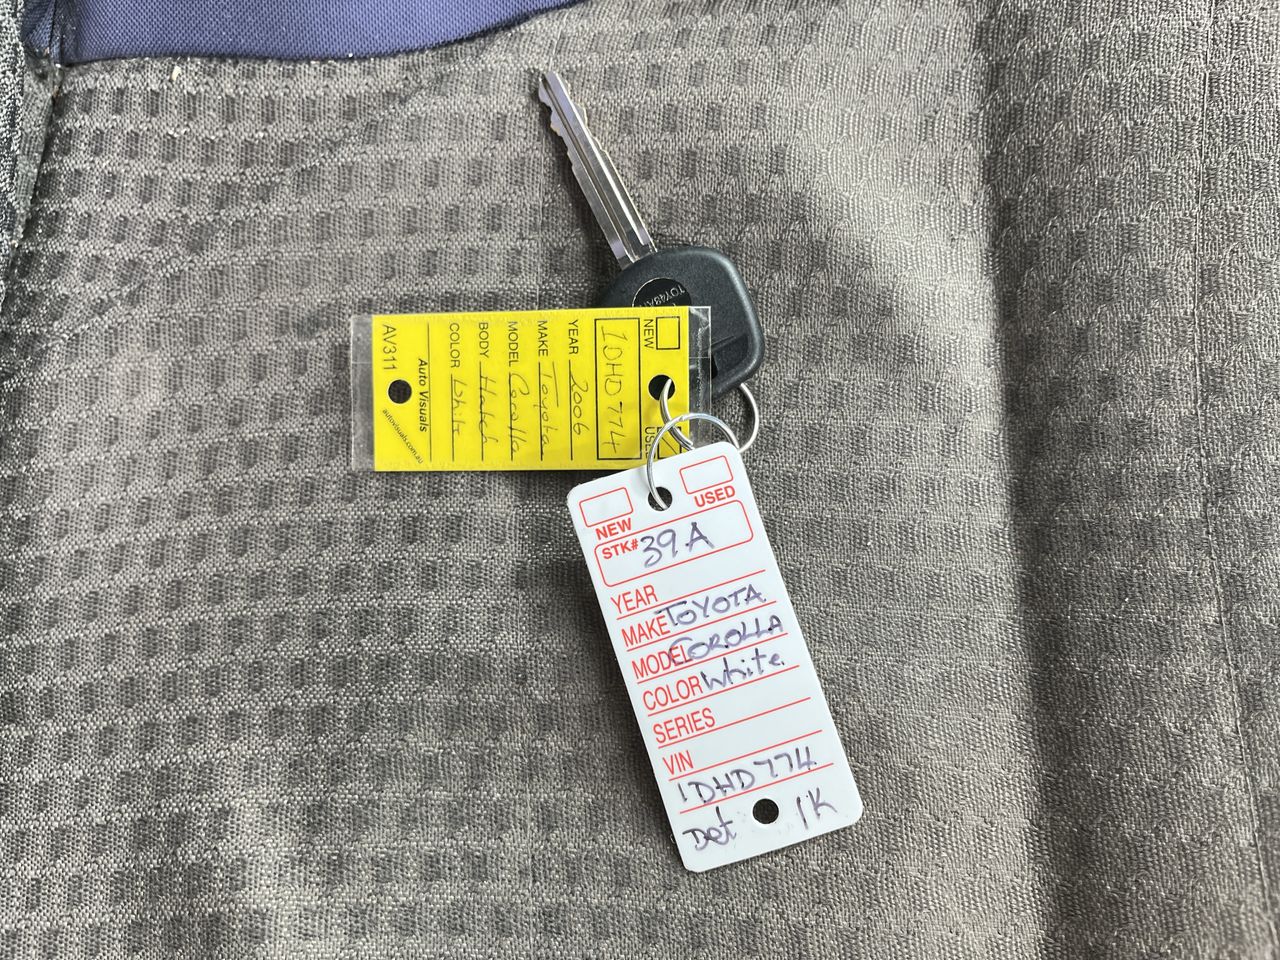 TOY43A
NEW
USED
1DHD774
YEAR 2006
MAKE Toyota
MODEL Corolla
BODY Hatch
COLOR White
Auto Visuals
autovisuals.com.au
AV311
NEW
USED
STK# 39A
YEAR
MAKE TOYOTA
MODEL COROLLA
COLOR White
SERIES
VIN
1DHD774
Det 1K